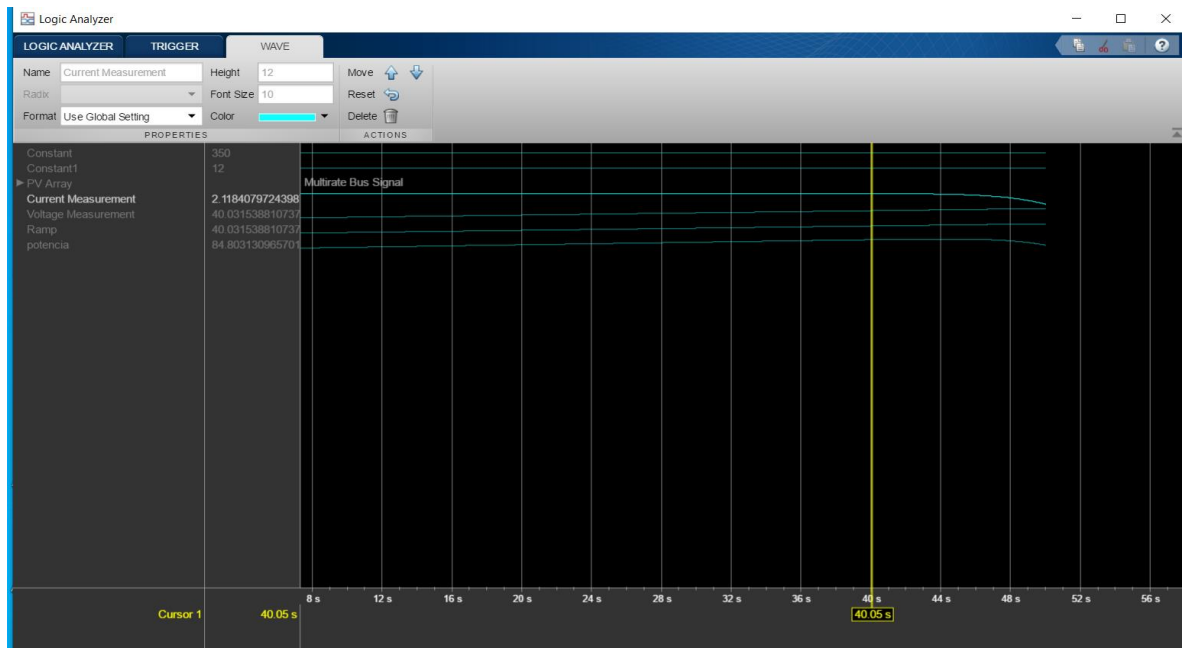 Logic Analyzer
LOGIC ANALYZER TRIGGER WAVE
Name Current Measurement Height 12 Move
Radix Font Size 10 Reset
Format Use Global Setting Color Delete
PROPERTIES ACTIONS
Constant 350
Constant1 12
PV Array Multirate Bus Signal
Current Measurement 2.1184079724398
Voltage Measurement 40.031538810737
Ramp 40.031538810737
potencia 84.803130965701
8 s 12 s 16 s 20 s 24 s 28 s 32 s 36 s 40 s 44 s 48 s 52 s 56 s
Cursor 1 40.05 s 40.05 s